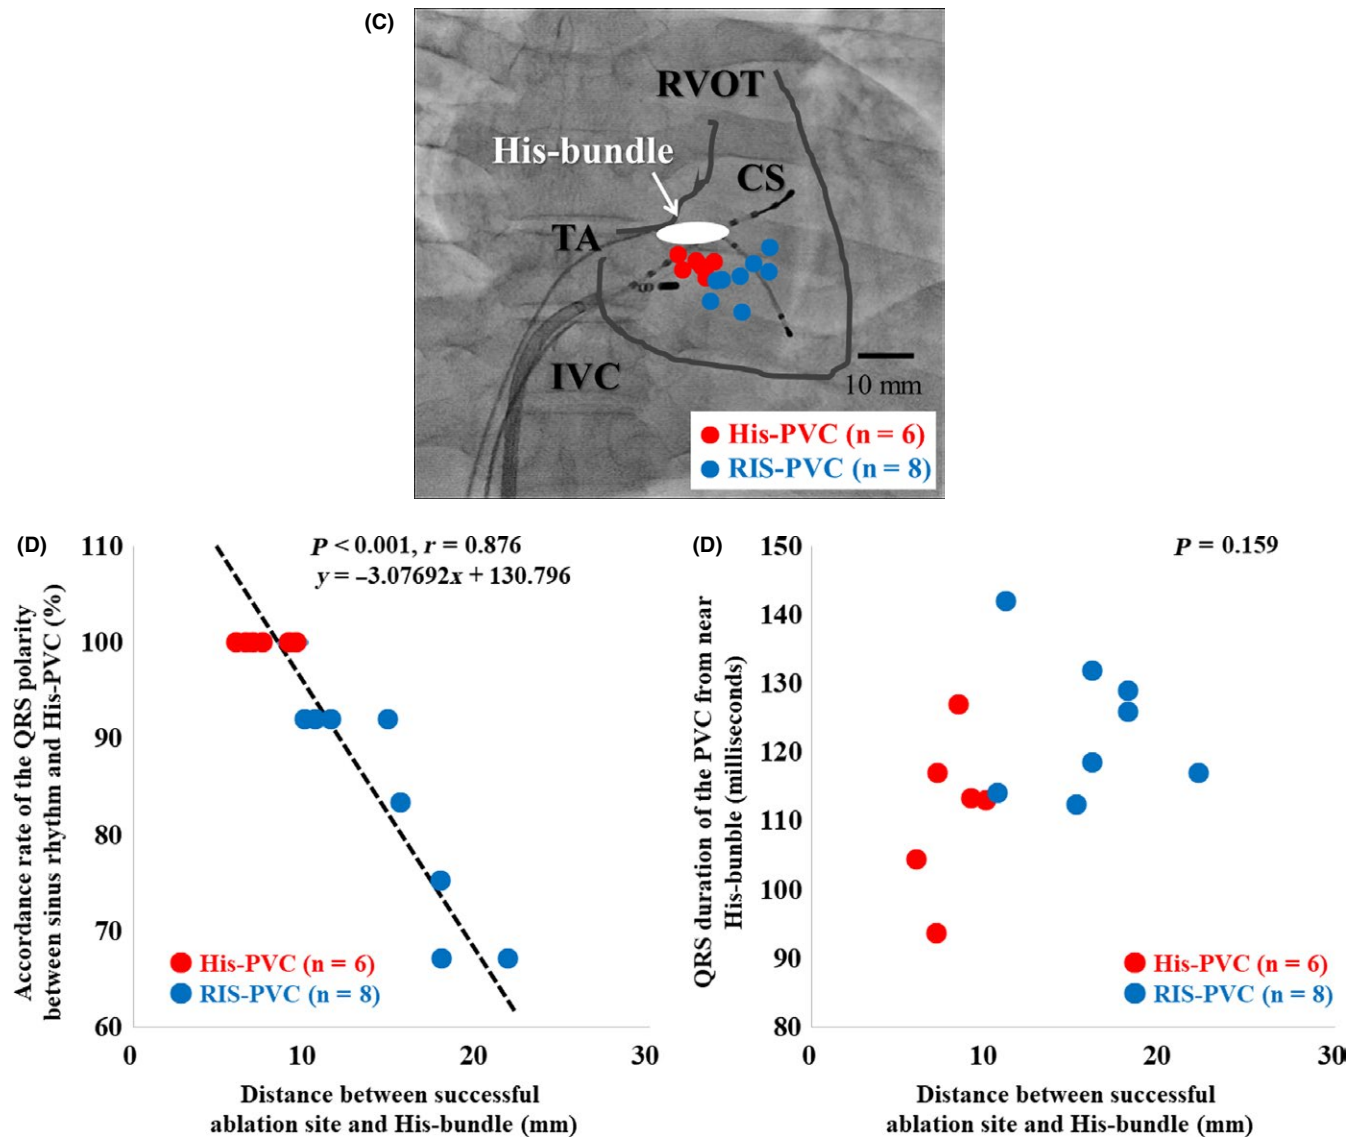 (C)
RVOT
His-bundle
CS
TA
IVC
10 mm
His-PVC (n = 6)
RIS-PVC (n = 8)
(D)
P < 0.001, r = 0.876
y = –3.07692x + 130.796
Accordance rate of the QRS polarity
between sinus rhythm and His-PVC (%)
110
100
90
80
70
60
His-PVC (n = 6)
RIS-PVC (n = 8)
0 10 20 30
Distance between successful
ablation site and His-bundle (mm)
(D)
P = 0.159
QRS duration of the PVC from near
His-bunble (milliseconds)
150
140
130
120
110
100
90
80
His-PVC (n = 6)
RIS-PVC (n = 8)
0 10 20 30
Distance between successful
ablation site and His-bundle (mm)